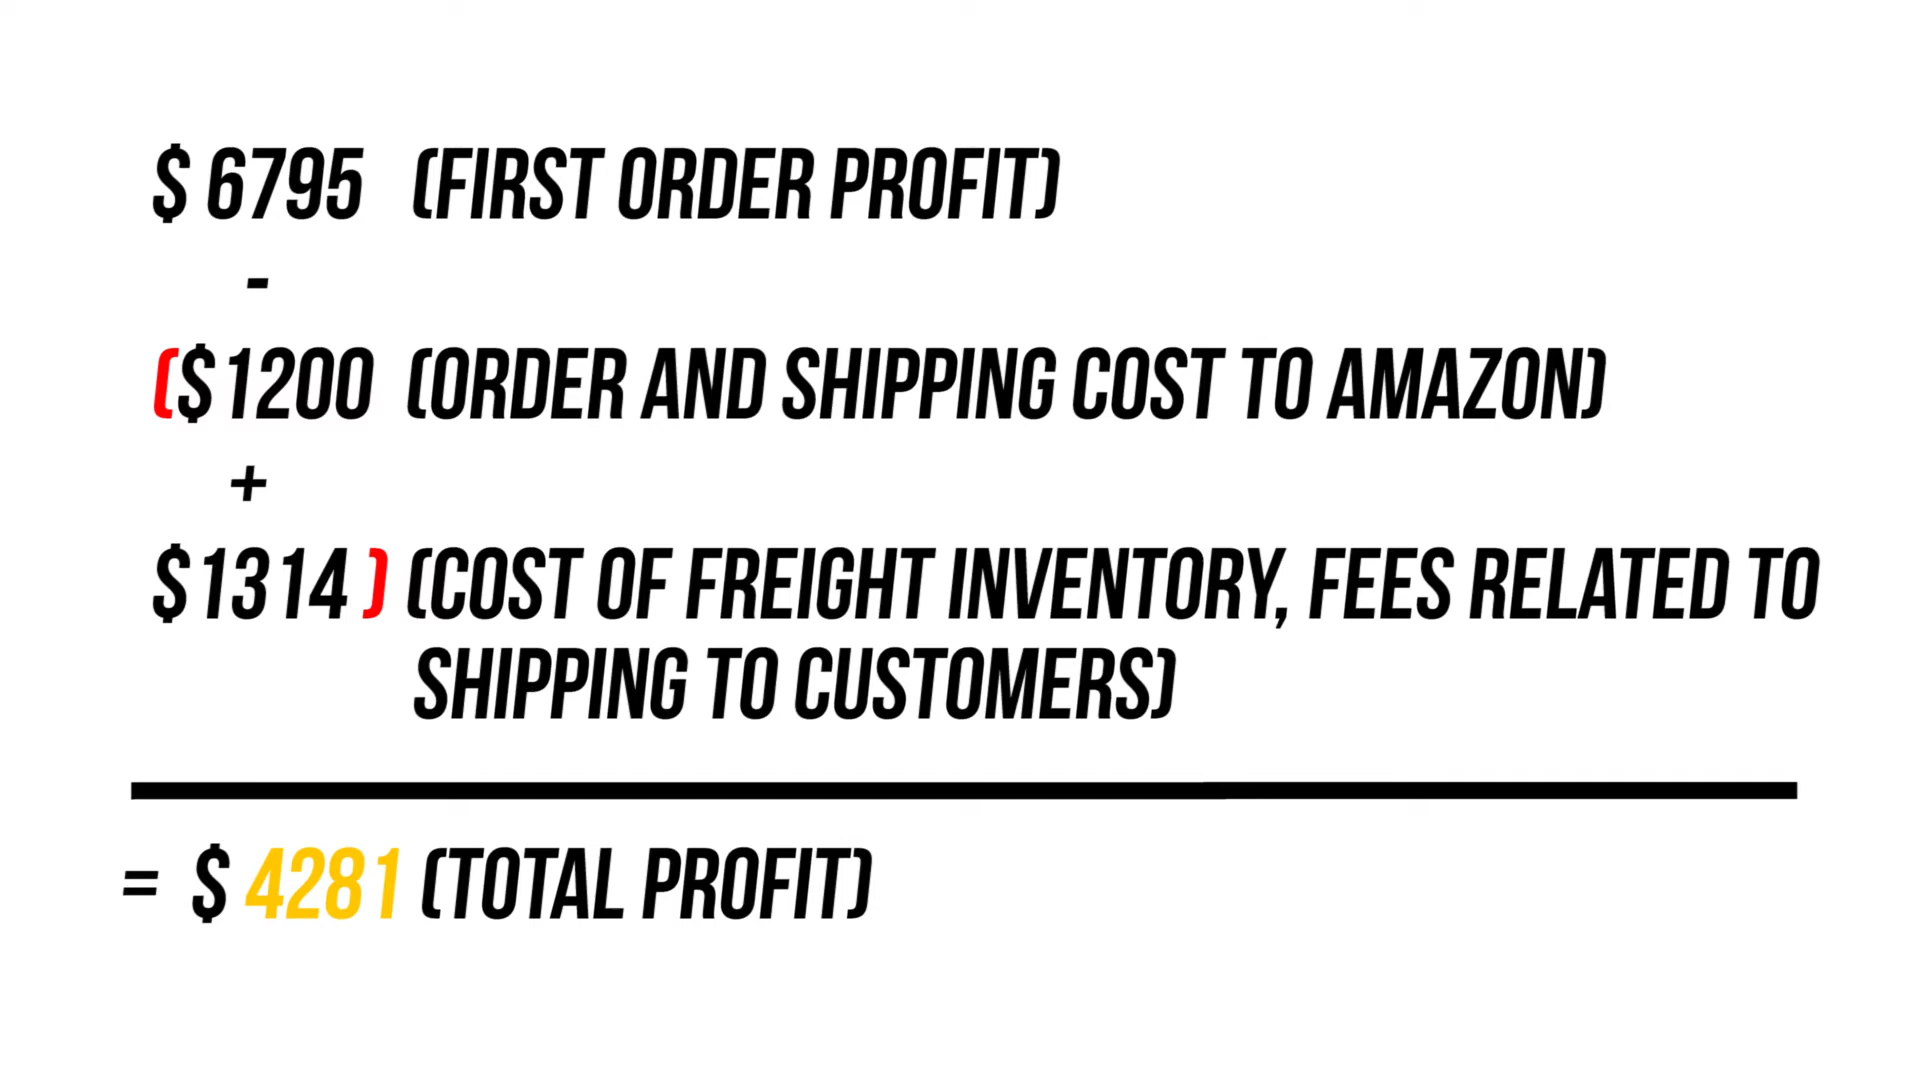 $ 6795 (FIRST ORDER PROFIT)
-
($1200 (ORDER AND SHIPPING COST TO AMAZON)
+
$1314 ) (COST OF FREIGHT INVENTORY, FEES RELATED TO
SHIPPING TO CUSTOMERS)
= $ 4281 (TOTAL PROFIT)